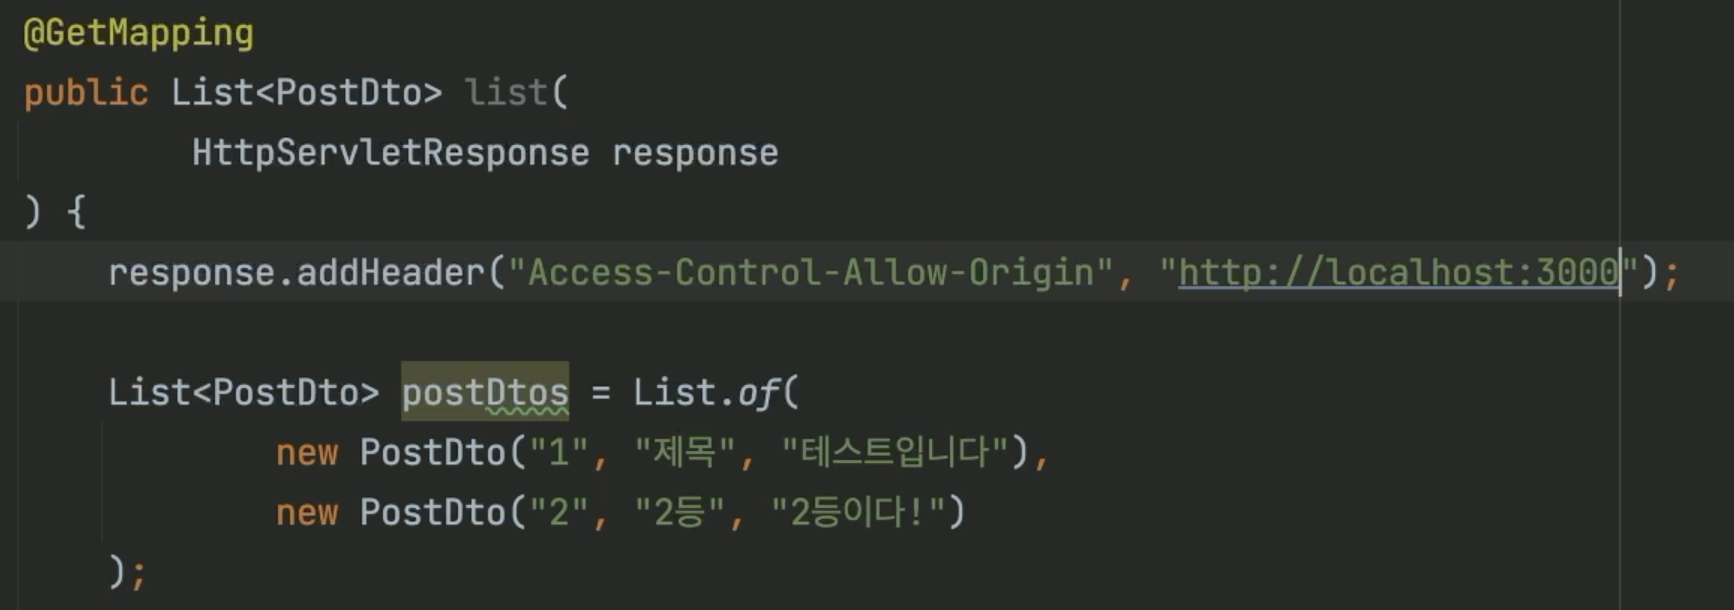 @GetMapping
public List<PostDto> list(
HttpServletResponse response
) {
response.addHeader("Access-Control-Allow-Origin", "http://localhost:3000");
List<PostDto> postDtos = List.of(
new PostDto("1", "제목", "테스트입니다"),
new PostDto("2", "2등", "2등이다!")
);